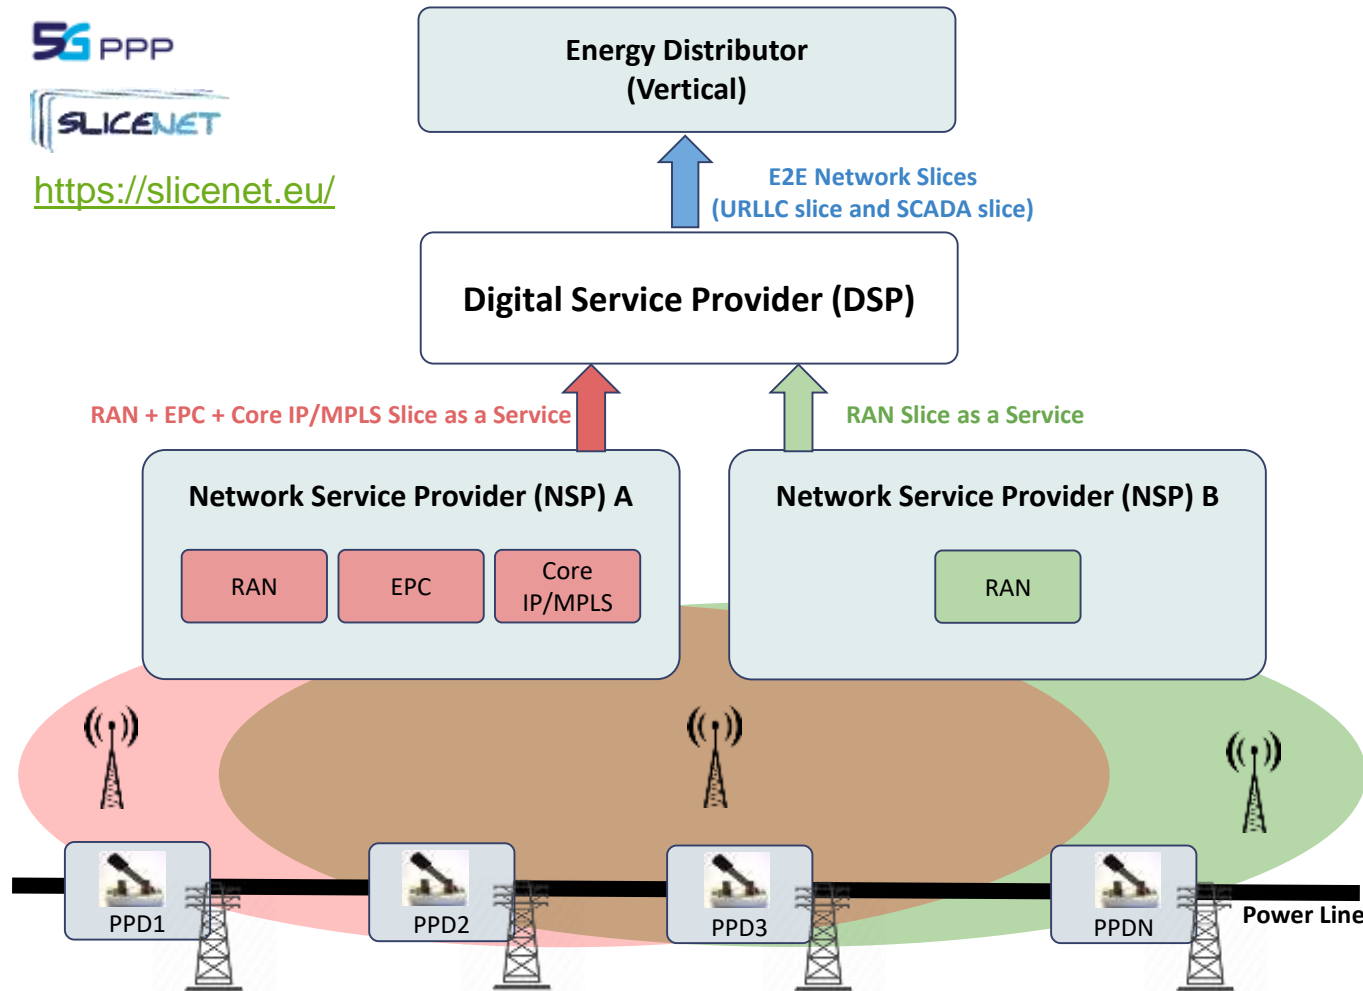 5G PPP
SLICENET
https://slicenet.eu/
Energy Distributor
(Vertical)
E2E Network Slices
(URLLC slice and SCADA slice)
Digital Service Provider (DSP)
RAN + EPC + Core IP/MPLS Slice as a Service
RAN Slice as a Service
Network Service Provider (NSP) A
RAN
EPC
Core
IP/MPLS
Network Service Provider (NSP) B
RAN
PPD1
PPD2
PPD3
PPDN
Power Line